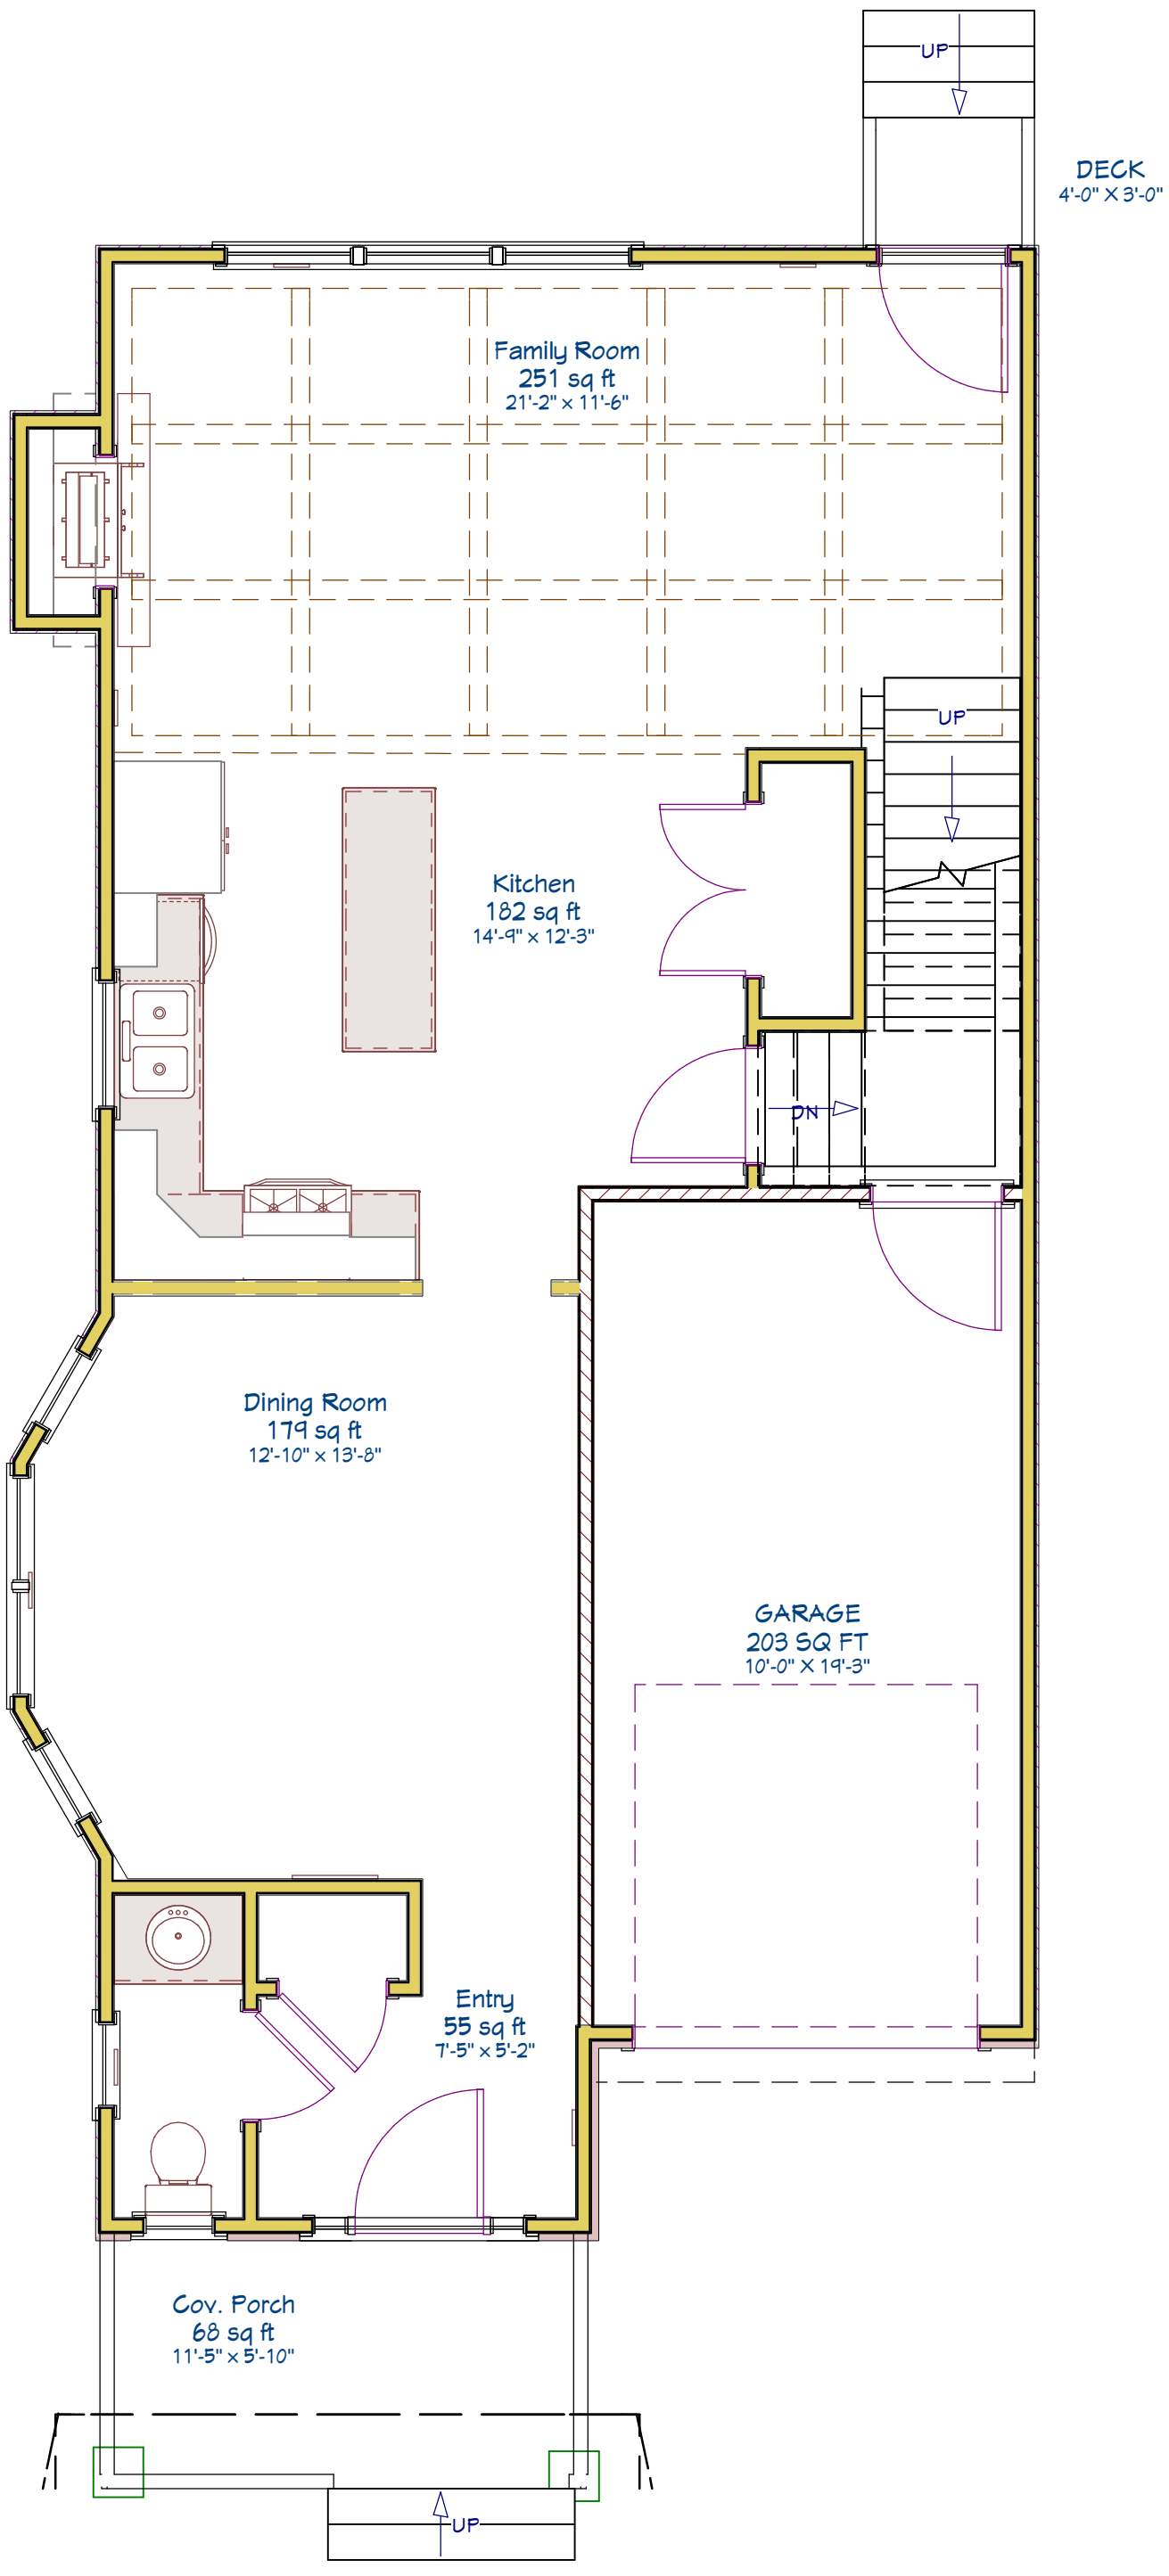 UP
DECK
4'-0" X 3'-0"
Family Room
251 sq ft
21'-2" x 11'-6"
UP
Kitchen
182 sq ft
14'-9" x 12'-3"
DN
Dining Room
179 sq ft
12'-10" x 13'-8"
GARAGE
203 SQ FT
10'-0" X 19'-3"
Entry
55 sq ft
7'-5" x 5'-2"
Cov. Porch
68 sq ft
11'-5" x 5'-10"
UP